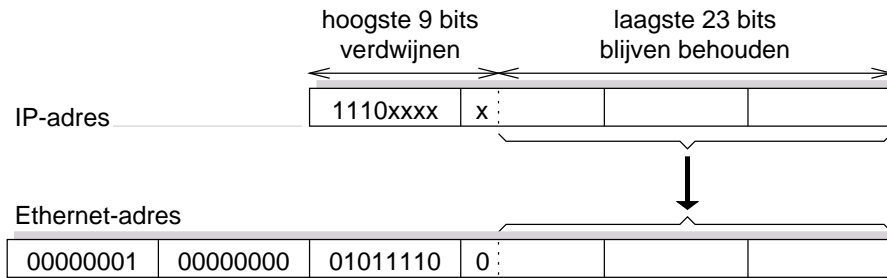 hoogste 9 bits
verdwijnen
laagste 23 bits
blijven behouden
IP-adres
1110xxxx x
Ethernet-adres
00000001 00000000 01011110 0